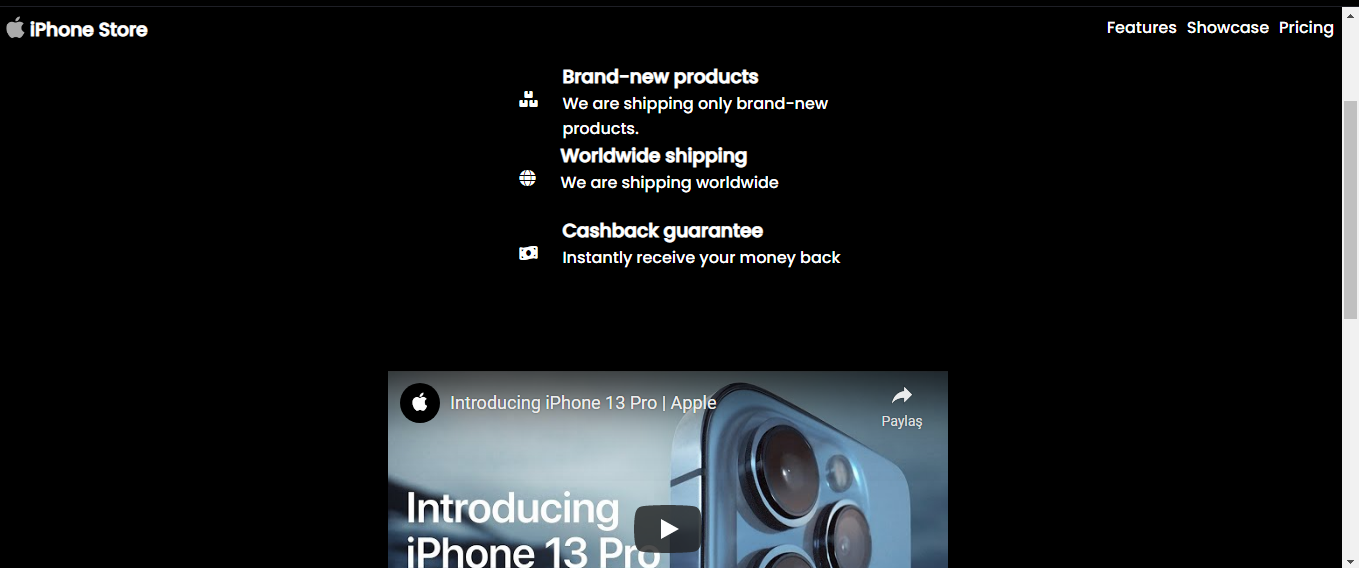 iPhone Store
Features Showcase Pricing
Brand-new products
We are shipping only brand-new
products.
Worldwide shipping
We are shipping worldwide
Cashback guarantee
Instantly receive your money back
Introducing iPhone 13 Pro | Apple
Paylaş
Introducing
iPhone 13 Pro